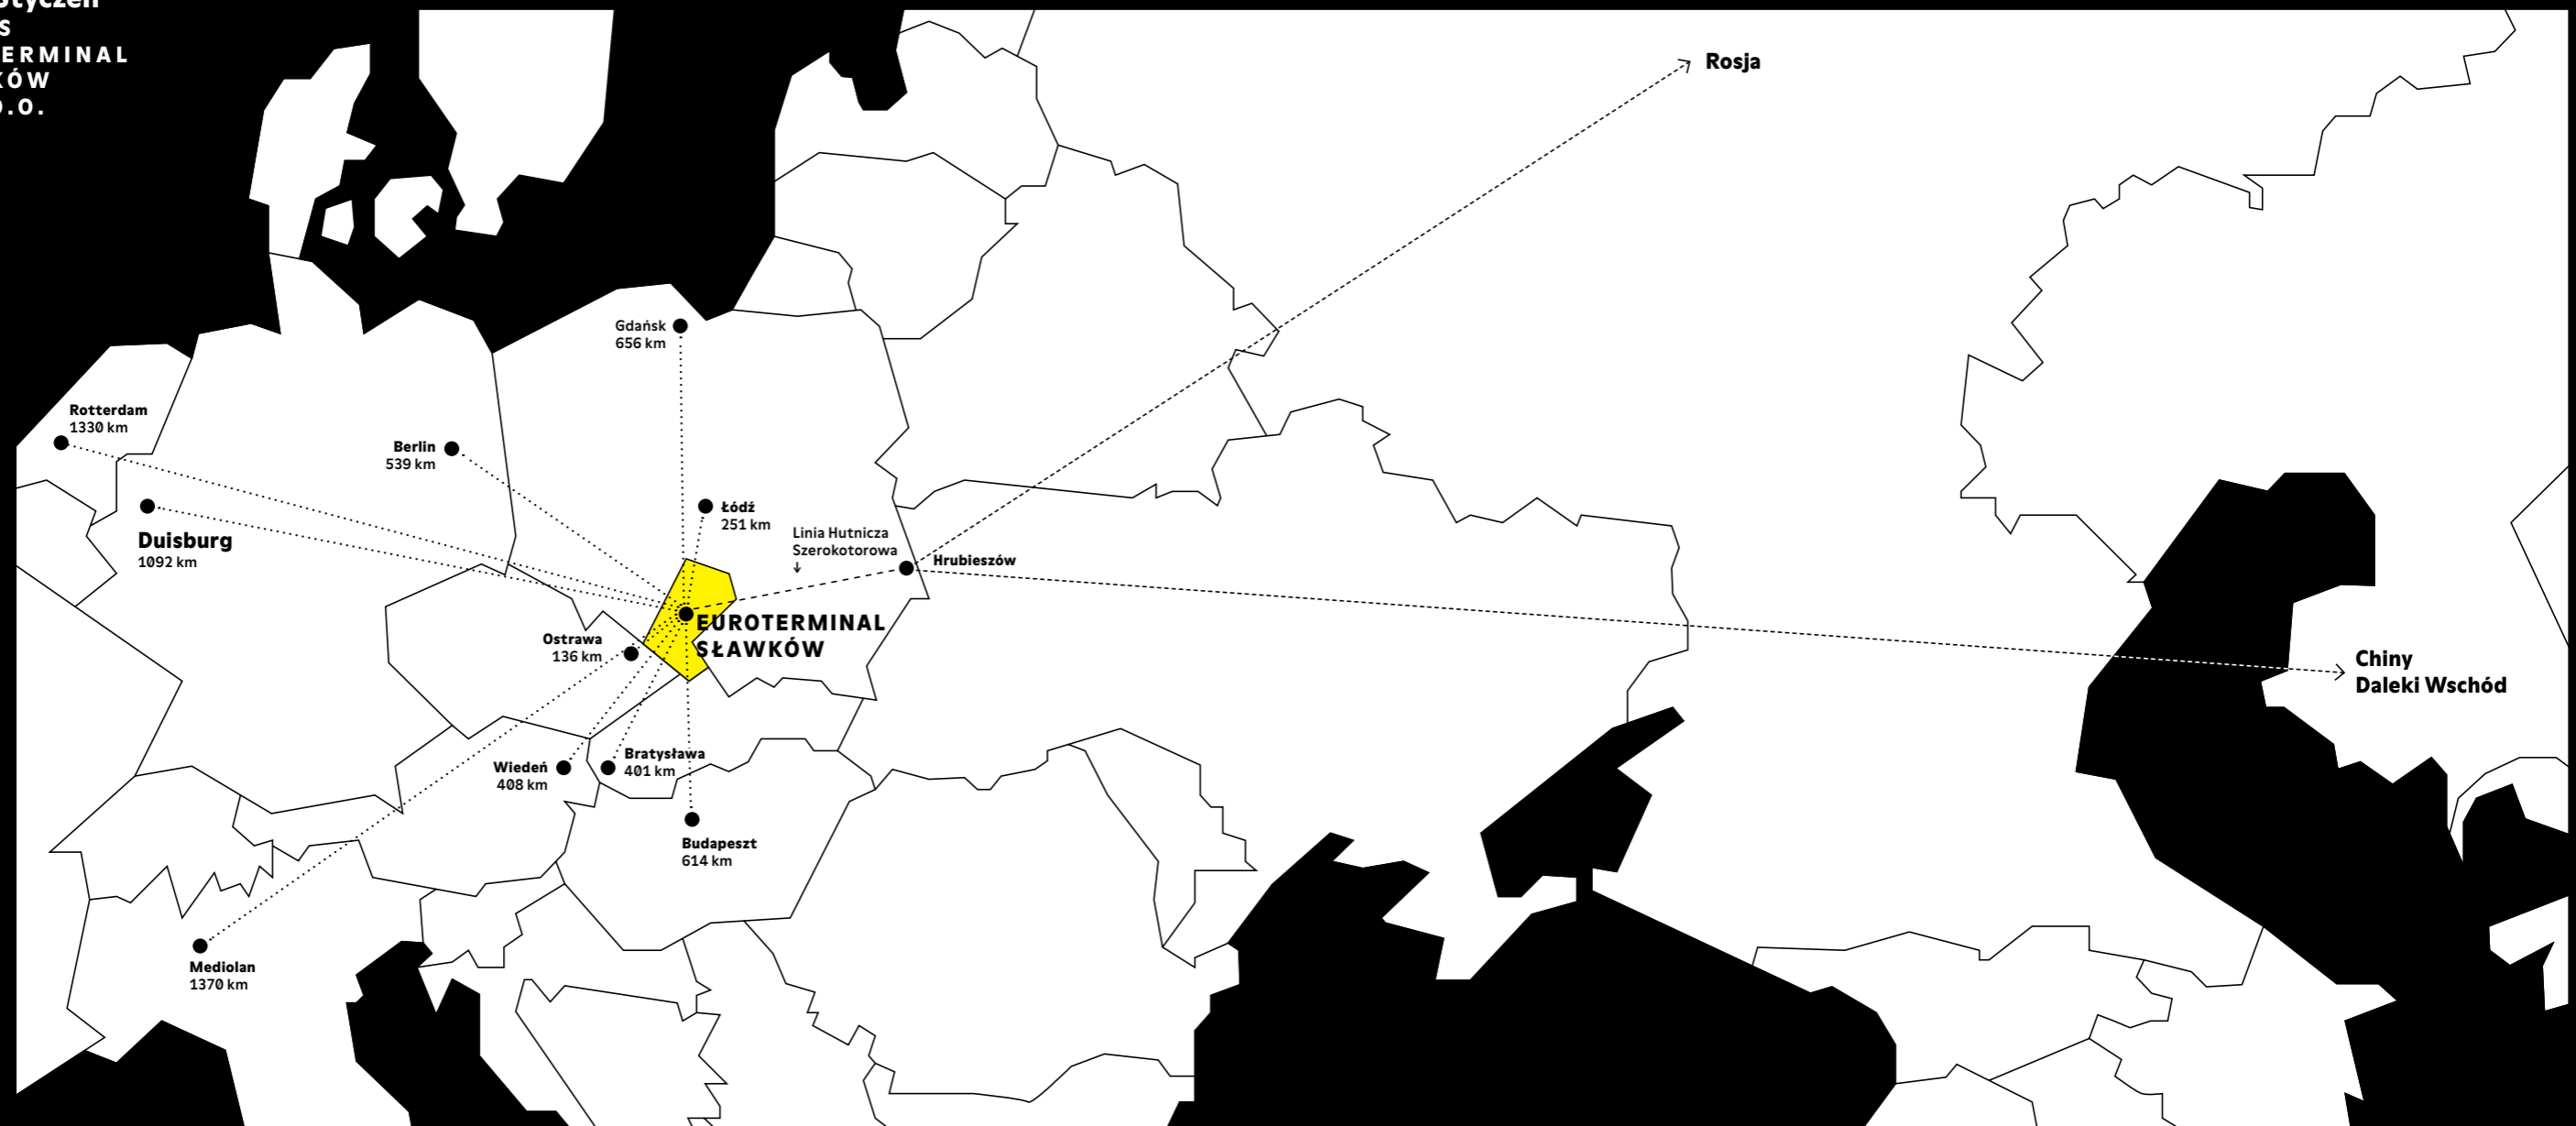 Styczeń
S
ERMINAL
KÓW
O.O.
Rosja
Gdańsk
656 km
Rotterdam
1330 km
Berlin
539 km
Łódź
251 km
Duisburg
1092 km
Linia Hutnicza
Szerokotorowa
↓
Hrubieszów
EUROTERMINAL
SŁAWKÓW
Ostrawa
136 km
Chiny
Daleki Wschód
Wiedeń
408 km
Bratysława
401 km
Budapeszt
614 km
Mediolan
1370 km